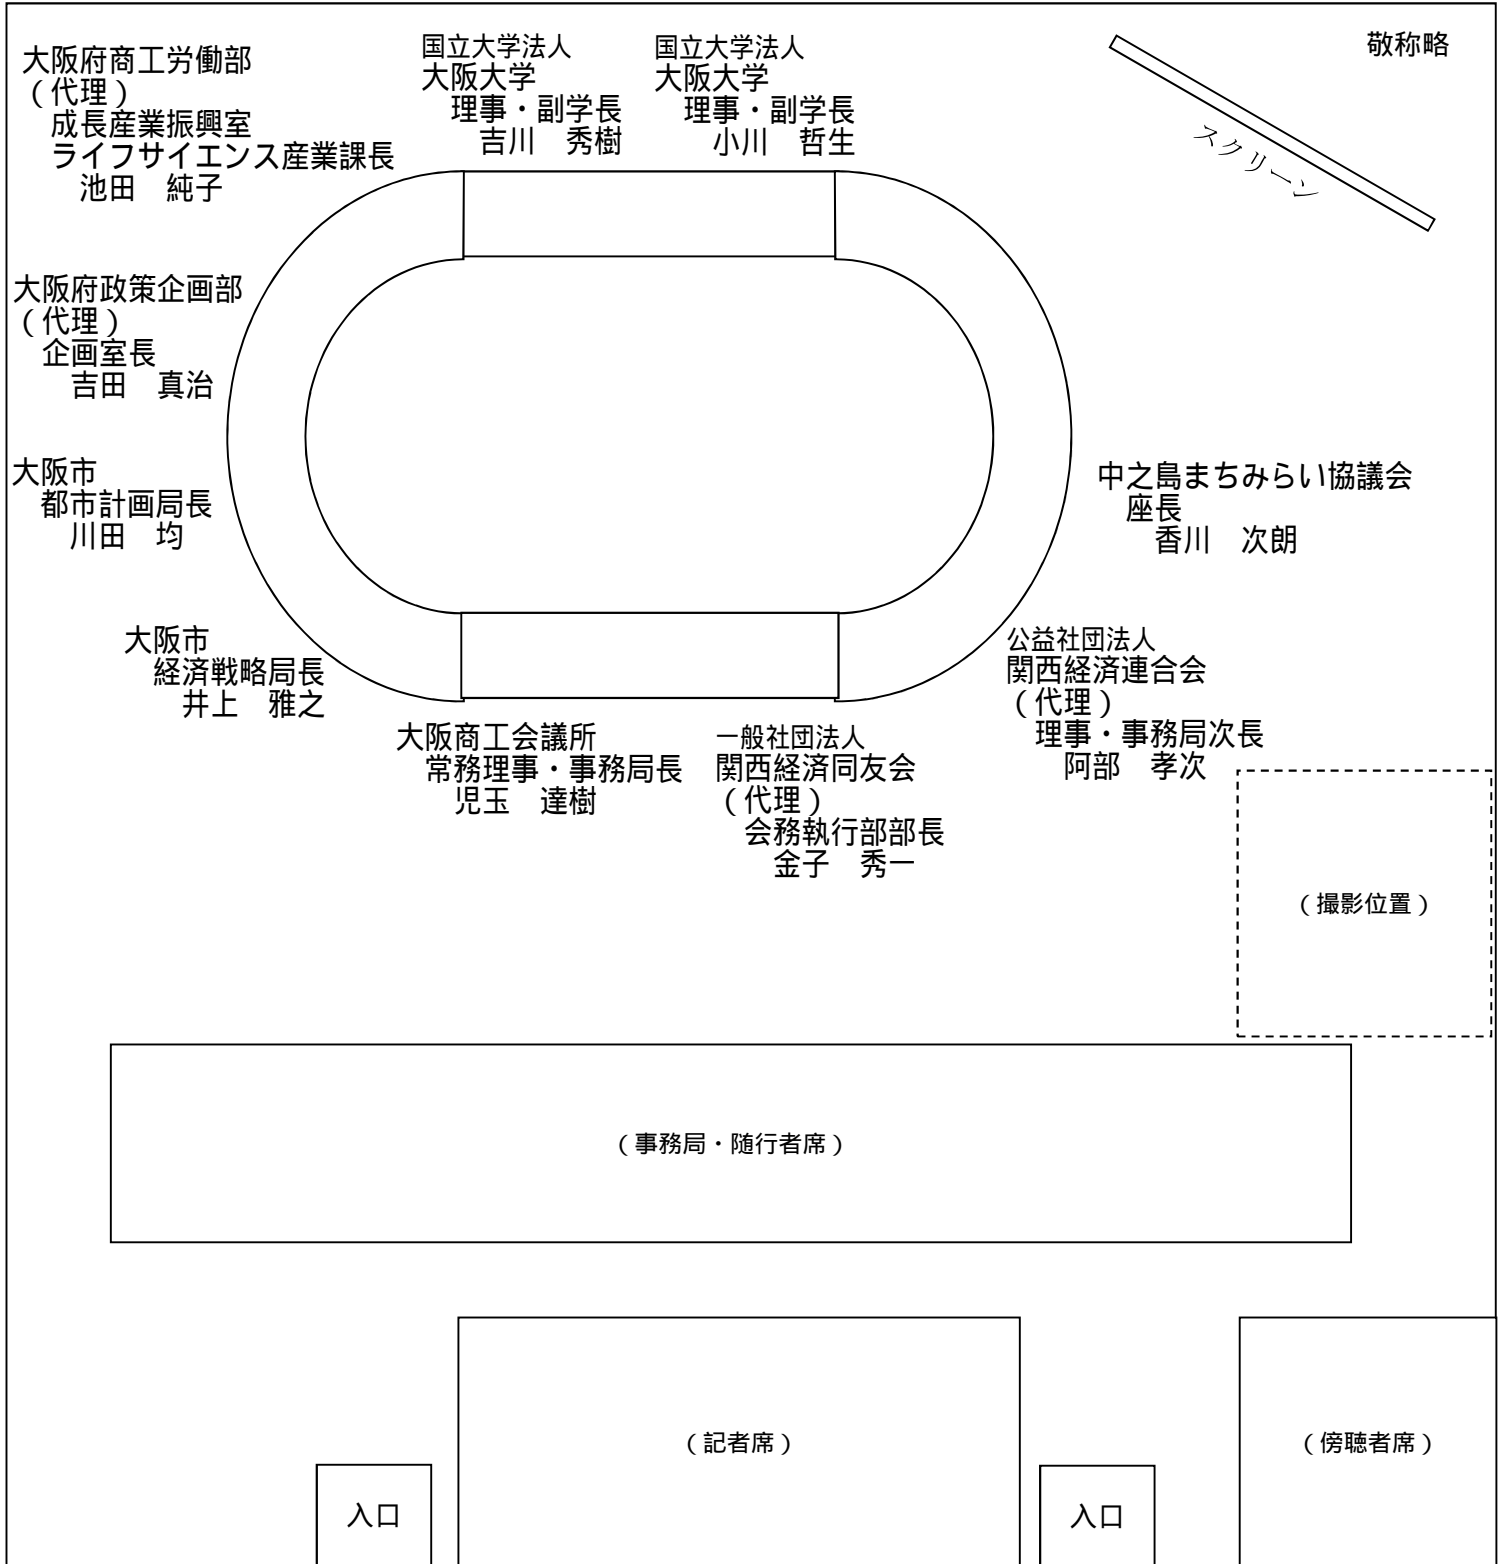 敬称略
大阪府商工労働部
（代理）
成長産業振興室
ライフサイエンス産業課長
池田　純子
国立大学法人
大阪大学
理事・副学長
吉川　秀樹
国立大学法人
大阪大学
理事・副学長
小川　哲生
スクリーン
大阪府政策企画部
（代理）
企画室長
吉田　真治
大阪市
都市計画局長
川田　均
大阪市
経済戦略局長
井上　雅之
中之島まちみらい協議会
座長
香川　次朗
公益社団法人
関西経済連合会
（代理）
理事・事務局次長
阿部　孝次
大阪商工会議所
常務理事・事務局長
児玉　達樹
一般社団法人
関西経済同友会
（代理）
会務執行部部長
金子　秀一
（撮影位置）
（事務局・随行者席）
（記者席）
（傍聴者席）
入口
入口